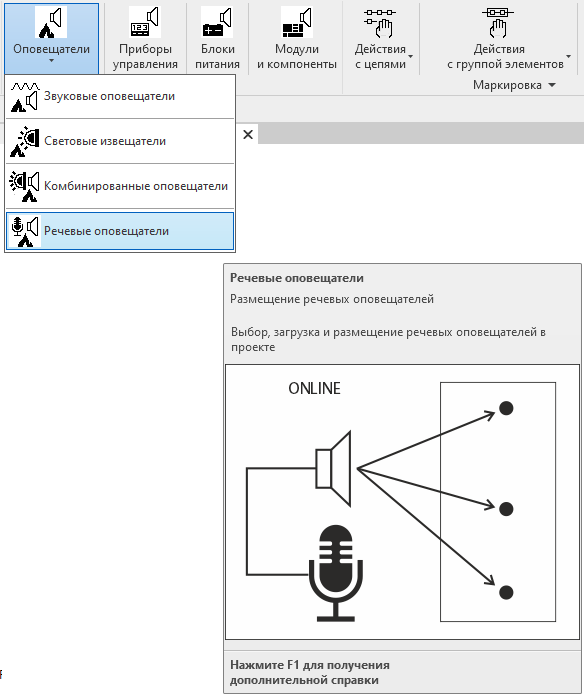 Оповещатели
Приборы
управления
Блоки
питания
Модули
и компоненты
Действия
с цепями
Действия
с группой элементов
Маркировка
Звуковые оповещатели
Световые извещатели
Комбинированные оповещатели
Речевые оповещатели
Речевые оповещатели
Размещение речевых оповещателей
Выбор, загрузка и размещение речевых оповещателей в
проекте
ONLINE
Нажмите F1 для получения
дополнительной справки